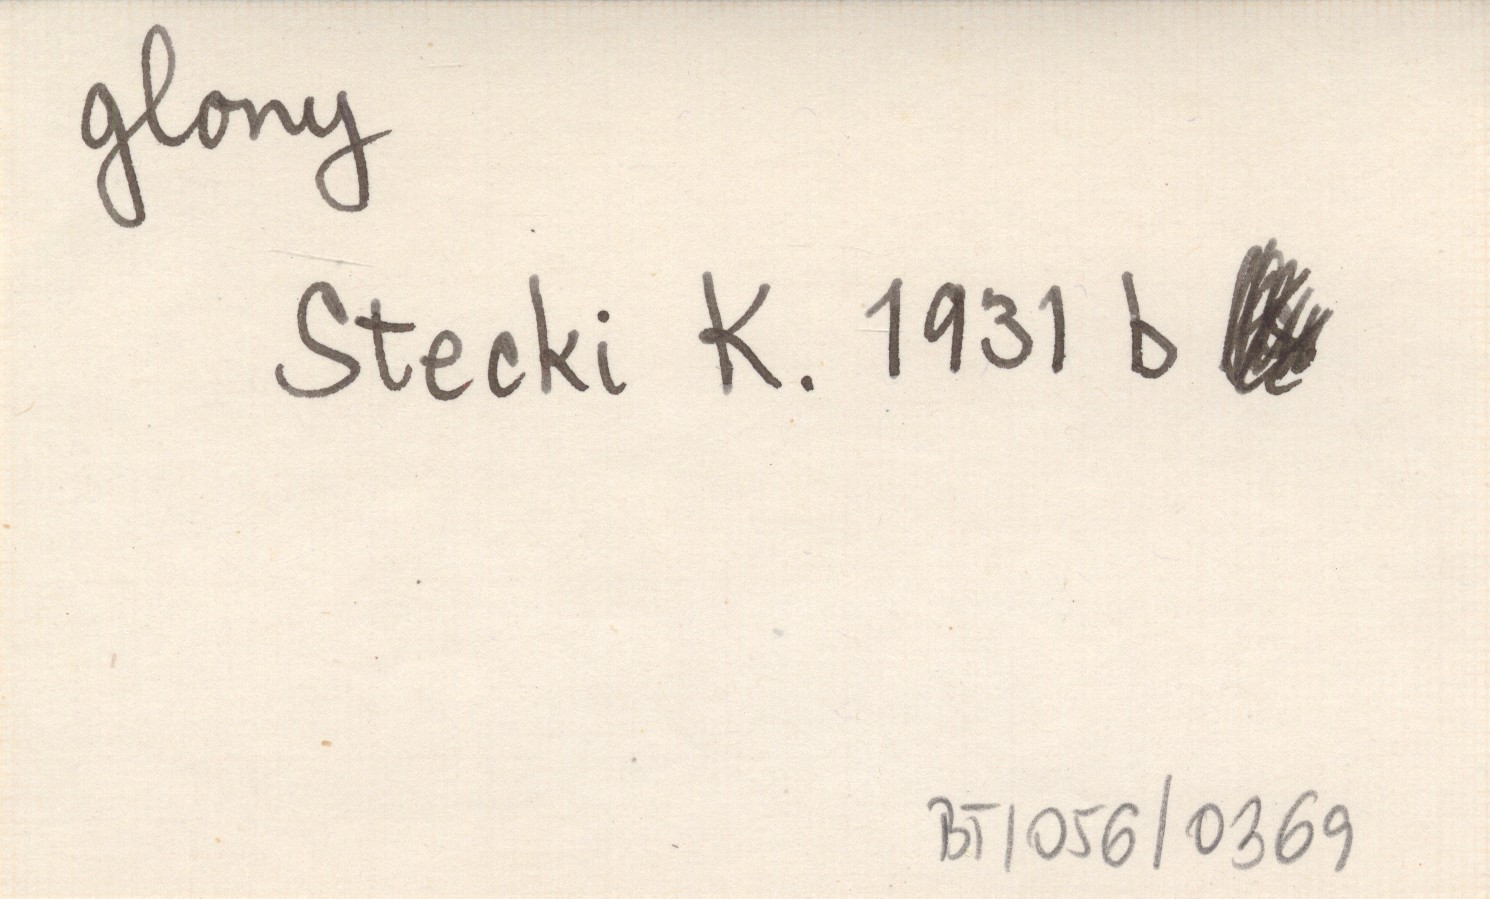 glony
Stecki K. 1931 b
BT/056/0369